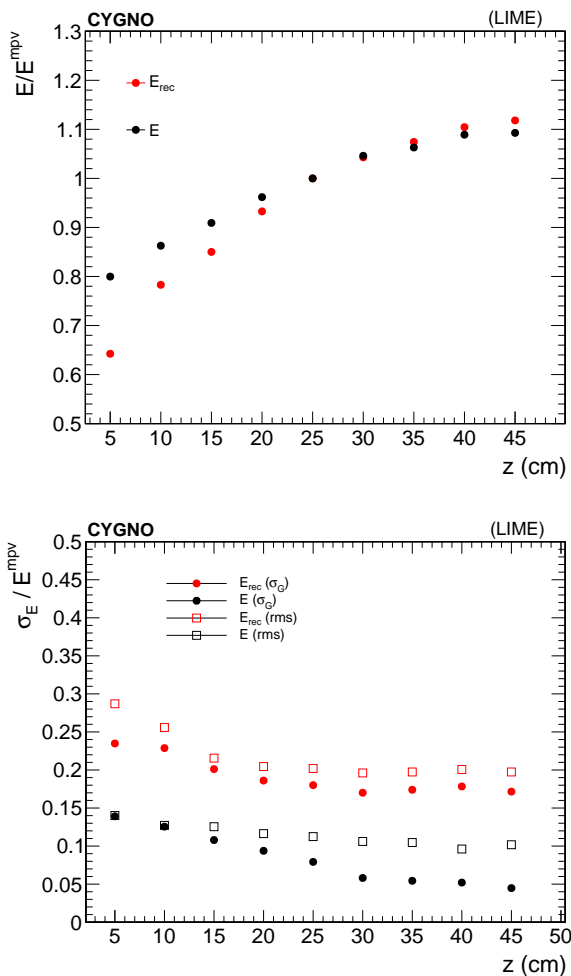 CYGNO (LIME)
E/E^mpv
1.3
1.2
1.1
1
0.9
0.8
0.7
0.6
0.5
E_rec
E
5 10 15 20 25 30 35 40 45
z (cm)
CYGNO (LIME)
σ_E / E^mpv
0.5
0.45
0.4
0.35
0.3
0.25
0.2
0.15
0.1
0.05
0
E_rec (σ_G)
E (σ_G)
E_rec (rms)
E (rms)
5 10 15 20 25 30 35 40 45 50
z (cm)